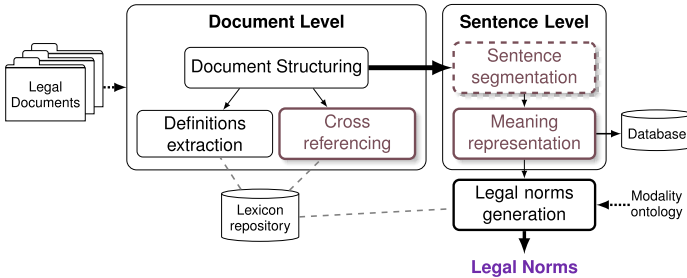 Document Level
Sentence Level
Legal
Documents
Document Structuring
Sentence
segmentation
Definitions
extraction
Cross
referencing
Meaning
representation
Database
Lexicon
repository
Legal norms
generation
Modality
ontology
Legal Norms